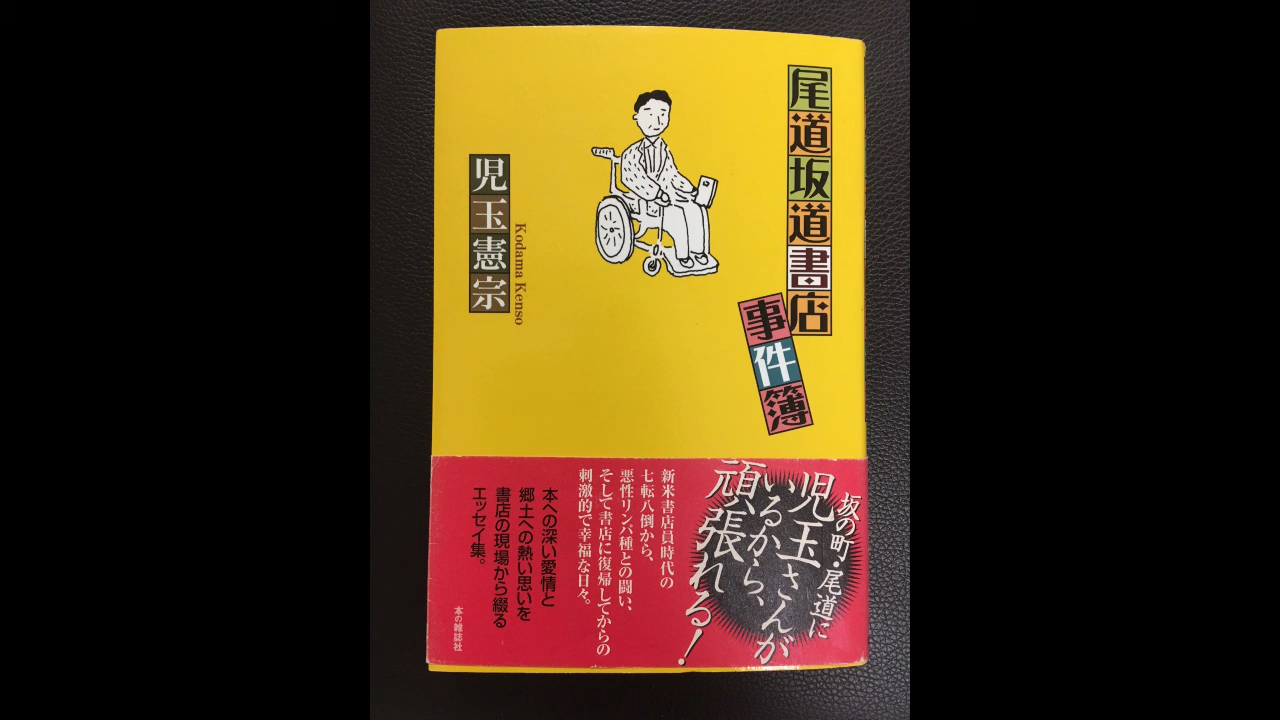 尾道坂道書店
事件簿
児玉憲宗
Kodama Kenso
坂の町・尾道に
児玉さんが
いるから、
頑張れる!
新米書店員時代の
七転八倒から、
悪性リンパ種との闘い、
そして書店に復帰してからの
刺激的で幸福な日々。
本への深い愛情と
郷土への熱い思いを
書店の現場から綴る
エッセイ集。
本の雑誌社